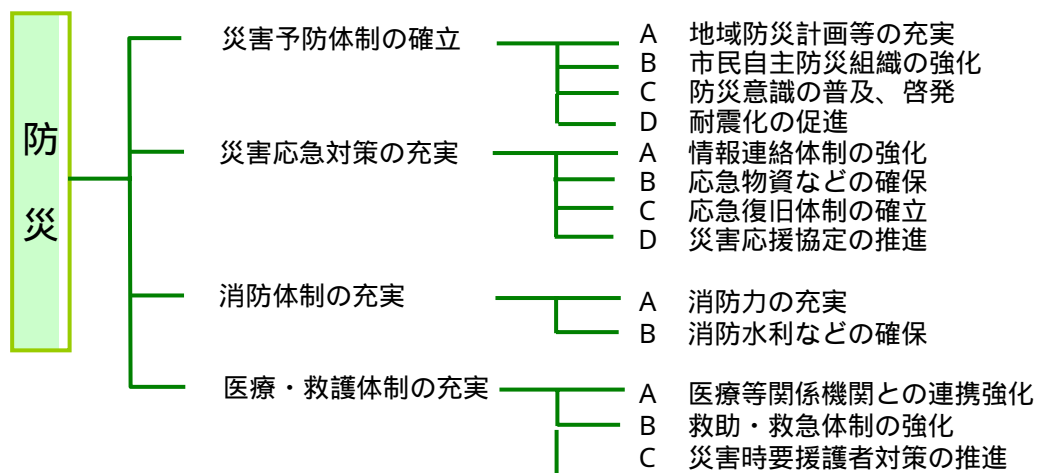 防災
災害予防体制の確立
A 地域防災計画等の充実
B 市民自主防災組織の強化
C 防災意識の普及、啓発
D 耐震化の促進
災害応急対策の充実
A 情報連絡体制の強化
B 応急物資などの確保
C 応急復旧体制の確立
D 災害応援協定の推進
消防体制の充実
A 消防力の充実
B 消防水利などの確保
医療・救護体制の充実
A 医療等関係機関との連携強化
B 救助・救急体制の強化
C 災害時要援護者対策の推進